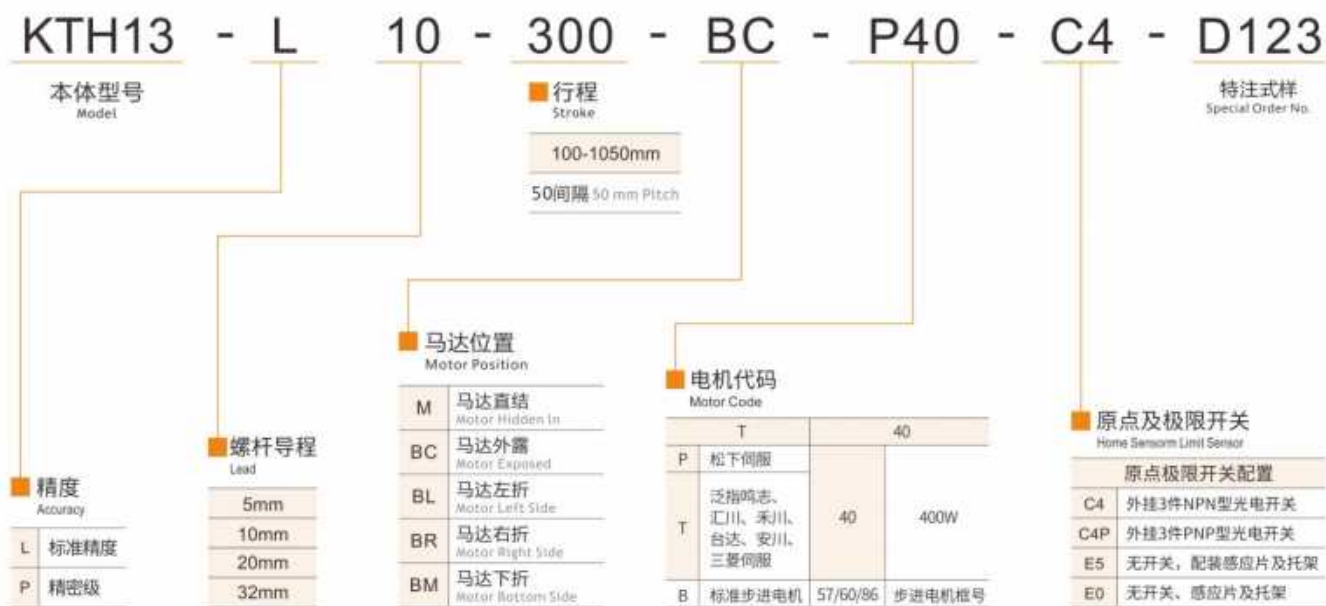 KTH13 - L 10 - 300 - BC - P40 - C4 - D123
本体型号
Model
行程
Stroke
100-1050mm
50间隔 50 mm Pitch
特注式样
Special Order No.
马达位置
Motor Position
M 马达直结
Motor Hidden In
BC 马达外露
Motor Exposed
BL 马达左折
Motor Left Side
BR 马达右折
Motor Right Side
BM 马达下折
Motor Bottom Side
电机代码
Motor Code
T 40
P 松下伺服
T 泛指鸣志、
汇川、禾川、
台达、安川、
三菱伺服
40 400W
B 标准步进电机 57/60/86 步进电机框号
原点及极限开关
Home Sensorm Limit Sensor
原点极限开关配置
C4 外挂3件NPN型光电开关
C4P 外挂3件PNP型光电开关
E5 无开关，配装感应片及托架
E0 无开关、感应片及托架
螺杆导程
Lead
5mm
10mm
20mm
32mm
精度
Accuracy
L 标准精度
P 精密级